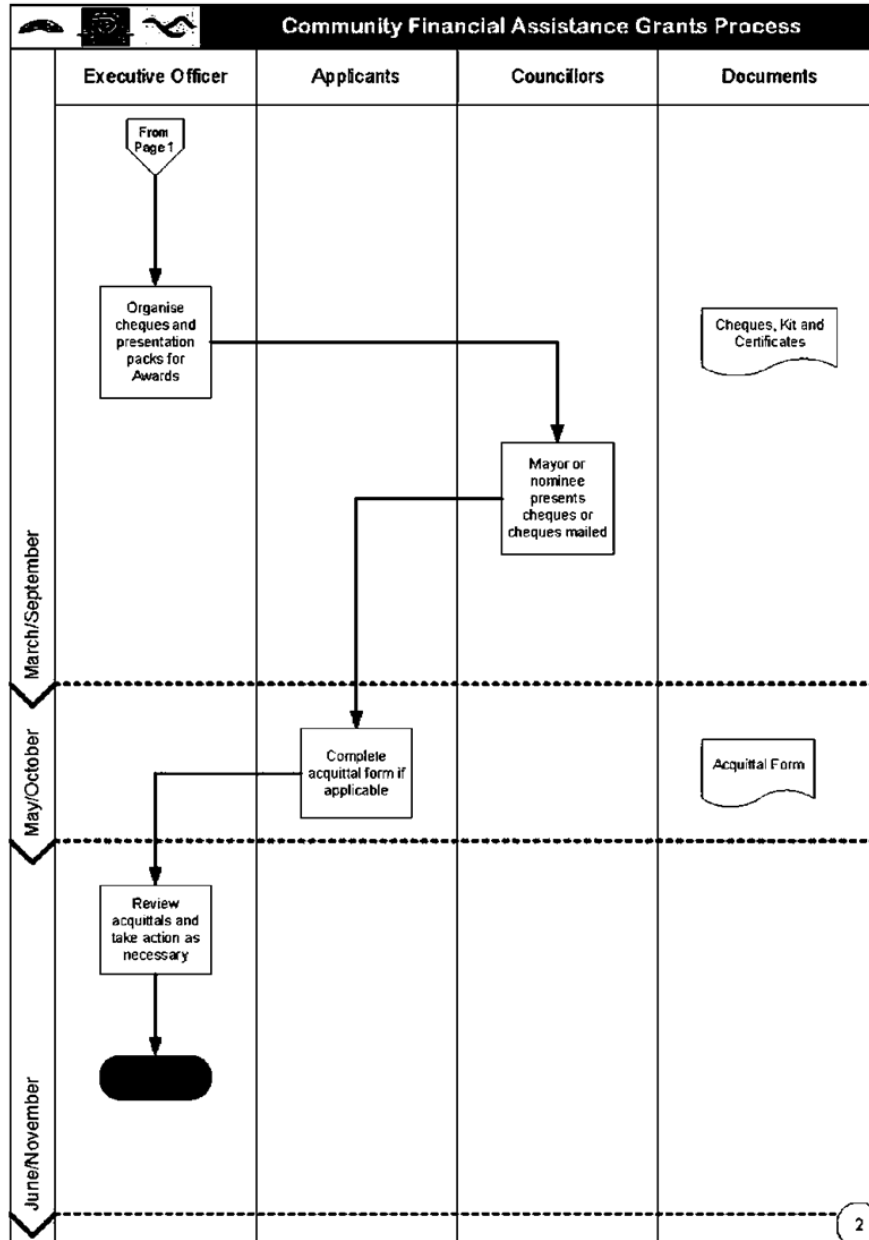 Community Financial Assistance Grants Process
Executive Officer
Applicants
Councillors
Documents
From
Page 1
Organise
cheques and
presentation
packs for
Awards
Cheques, Kit and
Certificates
Mayor or
nominee
presents
cheques or
cheques mailed
March/September
Complete
acquittal form if
applicable
Acquittal Form
May/October
Review
acquittals and
take action as
necessary
June/November
2